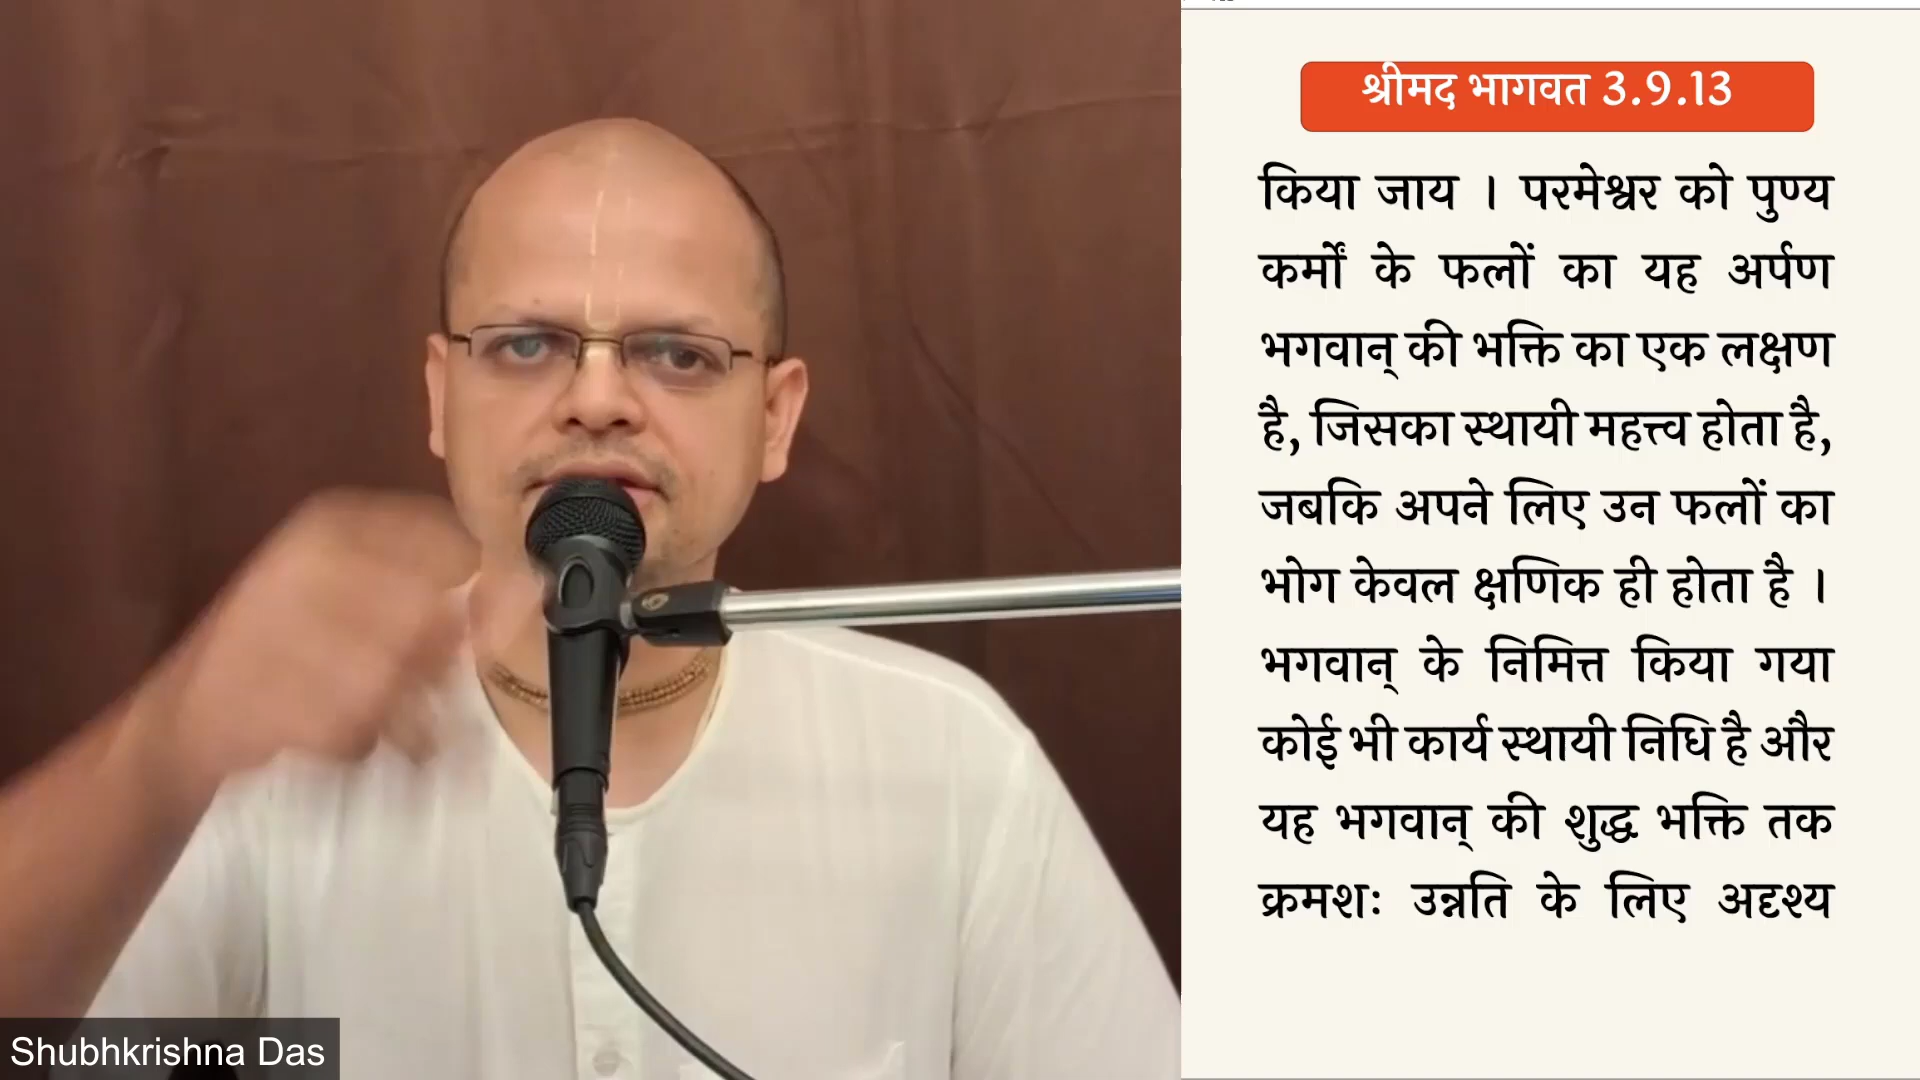 श्रीमद भागवत 3.9.13
किया जाय । परमेश्वर को पुण्य
कर्मों के फलों का यह अर्पण
भगवान् की भक्ति का एक लक्षण
है, जिसका स्थायी महत्त्व होता है,
जबकि अपने लिए उन फलों का
भोग केवल क्षणिक ही होता है ।
भगवान् के निमित्त किया गया
कोई भी कार्य स्थायी निधि है और
यह भगवान् की शुद्ध भक्ति तक
क्रमशः उन्नति के लिए अदृश्य
Shubhkrishna Das